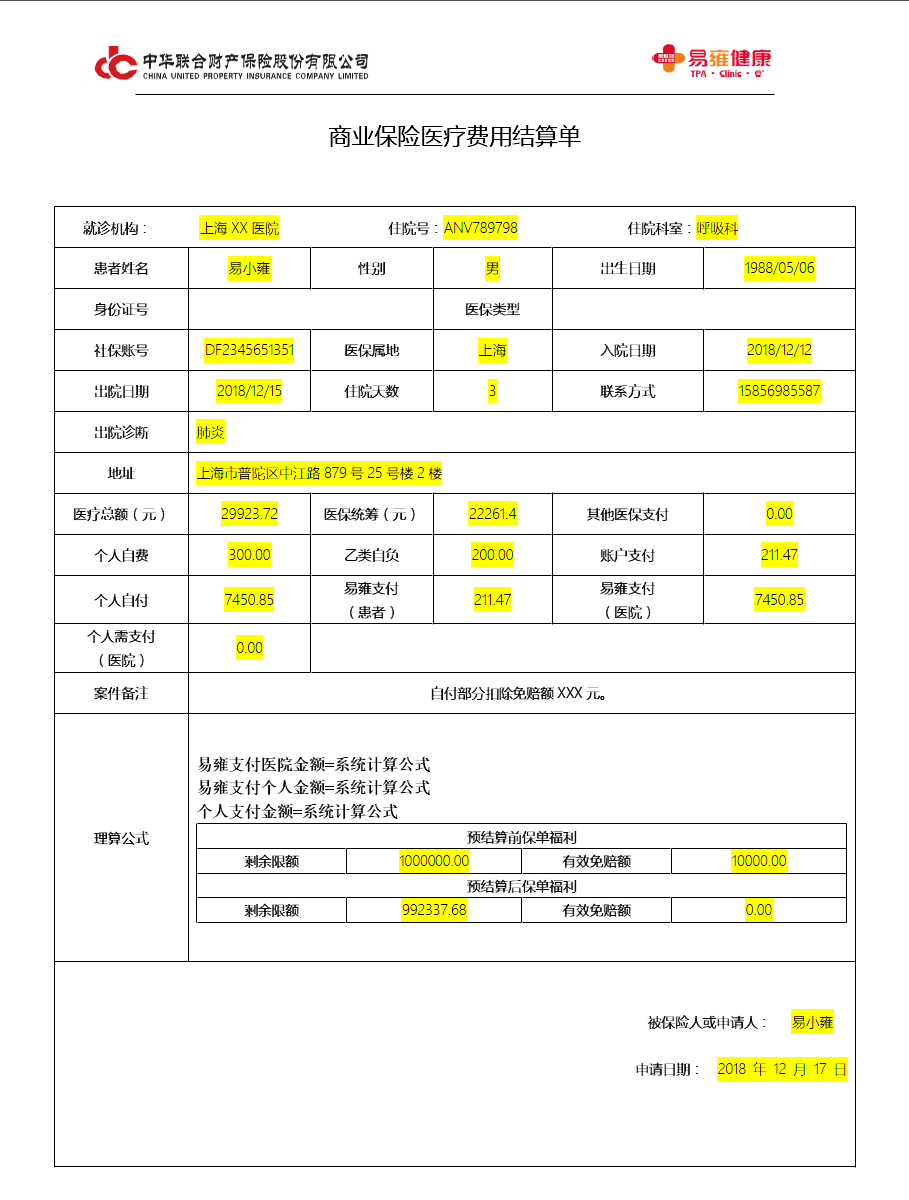 中华联合财产保险股份有限公司
CHINA UNITED PROPERTY INSURANCE COMPANY LIMITED
易雍健康
TPA · Clinic · e'
商业保险医疗费用结算单
就诊机构： 上海 XX 医院 住院号：ANV789798 住院科室：呼吸科
患者姓名 易小雍 性别 男 出生日期 1988/05/06
身份证号 医保类型
社保账号 DF2345651351 医保属地 上海 入院日期 2018/12/12
出院日期 2018/12/15 住院天数 3 联系方式 15856985587
出院诊断 肺炎
地址 上海市普陀区中江路 879 号 25 号楼 2 楼
医疗总额（元） 29923.72 医保统筹（元） 22261.4 其他医保支付 0.00
个人自费 300.00 乙类自负 200.00 账户支付 211.47
个人自付 7450.85 易雍支付（患者） 211.47 易雍支付（医院） 7450.85
个人需支付（医院） 0.00
案件备注 自付部分扣除免赔额 XXX 元。
理算公式
易雍支付医院金额=系统计算公式
易雍支付个人金额=系统计算公式
个人支付金额=系统计算公式
预结算前保单福利
剩余限额 1000000.00 有效免赔额 10000.00
预结算后保单福利
剩余限额 992337.68 有效免赔额 0.00
被保险人或申请人： 易小雍
申请日期： 2018 年 12 月 17 日